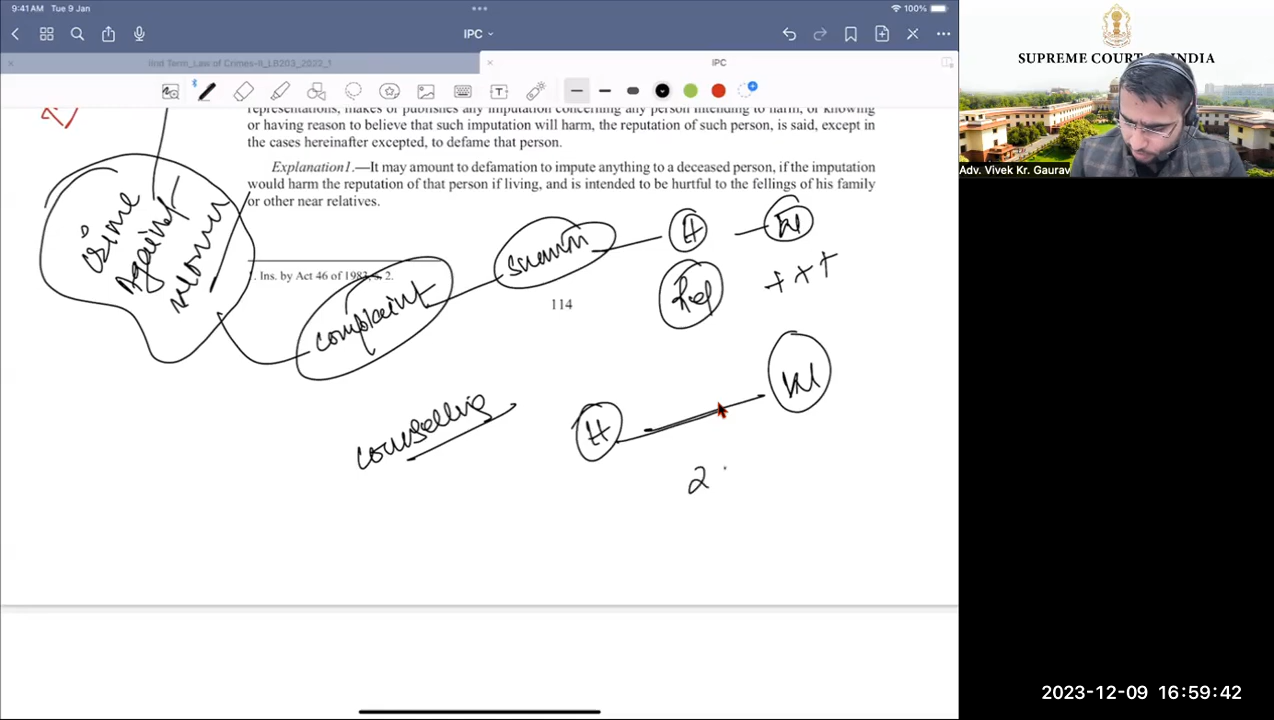 9:41 AM Tue 9 Jan
100%
IPC
IInd Term_Law of Crimes-II_LB203_2022_1
IPC
representations, makes or publishes any imputation concerning any person intending to harm, or knowing
or having reason to believe that such imputation will harm, the reputation of such person, is said, except in
the cases hereinafter excepted, to defame that person.
Explanation1.—It may amount to defamation to impute anything to a deceased person, if the imputation
would harm the reputation of that person if living, and is intended to be hurtful to the fellings of his family
or other near relatives.
crime
Against
women
summon
H
W
Rep
+++
1. Ins. by Act 46 of 1983, s. 2.
complaint
114
counselling
H
W
2
SUPREME COURT OF INDIA
Adv. Vivek Kr. Gaurav
2023-12-09 16:59:42